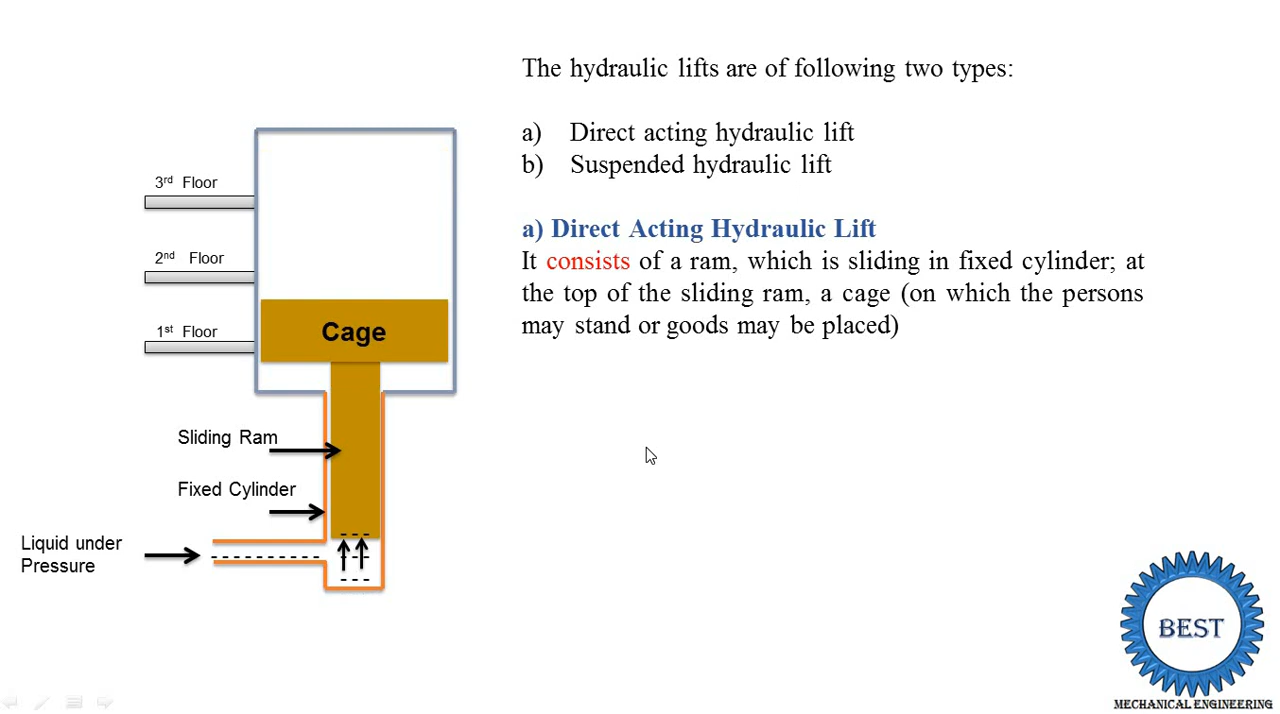 The hydraulic lifts are of following two types:
a) Direct acting hydraulic lift
b) Suspended hydraulic lift
a) Direct Acting Hydraulic Lift
It consists of a ram, which is sliding in fixed cylinder; at
the top of the sliding ram, a cage (on which the persons
may stand or goods may be placed)
3rd Floor
2nd Floor
1st Floor
Cage
Sliding Ram
Fixed Cylinder
Liquid under
Pressure
BEST
MECHANICAL ENGINEERING